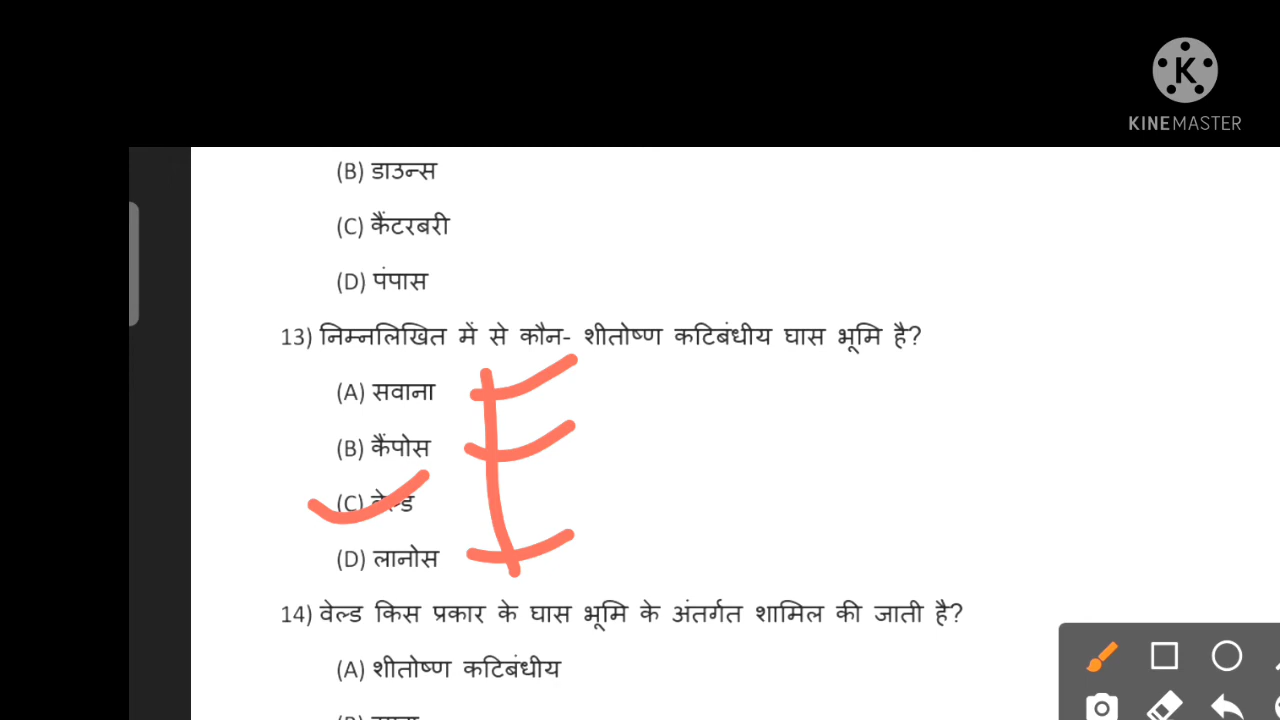 K
KINEMASTER
(B) डाउन्स
(C) कैंटरबरी
(D) पंपास
13) निम्नलिखित में से कौन- शीतोष्ण कटिबंधीय घास भूमि है?
(A) सवाना
(B) कैंपोस
(C) वेल्ड
(D) लानोस
14) वेल्ड किस प्रकार के घास भूमि के अंतर्गत शामिल की जाती है?
(A) शीतोष्ण कटिबंधीय